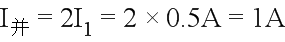 I并 = 2I₁ = 2 × 0.5A = 1A